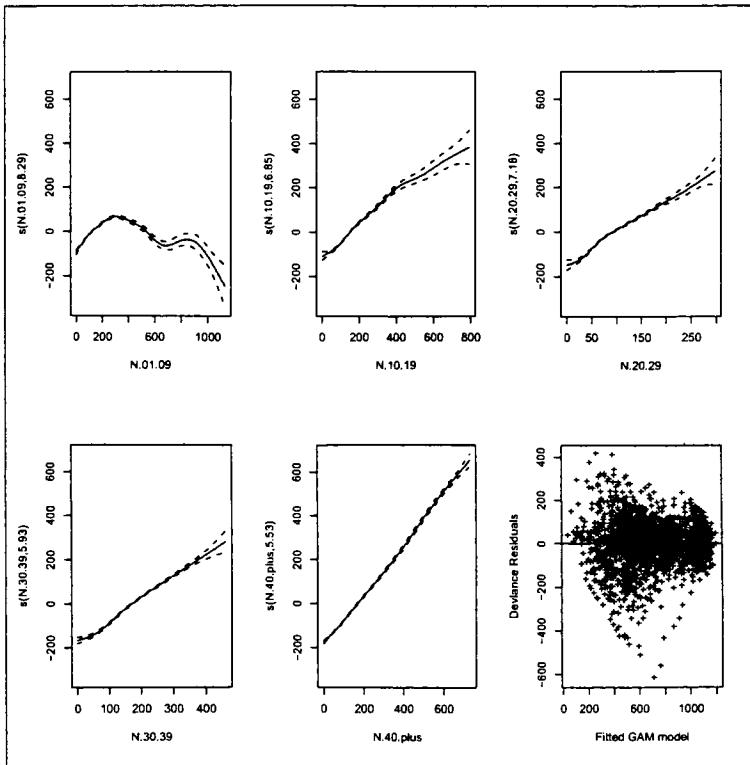 600
400
200
0
-200
s(N.01.09,8.29)
0 200 600 1000
N.01.09
600
400
200
0
-200
s(N.10.19,6.85)
0 200 400 600 800
N.10.19
600
400
200
0
-200
s(N.20.29,7.18)
0 50 150 250
N.20.29
600
400
200
0
-200
s(N.30.39,5.93)
0 100 200 300 400
N.30.39
600
400
200
0
-200
s(N.40.plus,5.53)
0 100 300 500 700
N.40.plus
400
200
0
-200
-400
-600
Deviance Residuals
0 200 600 1000
Fitted GAM model